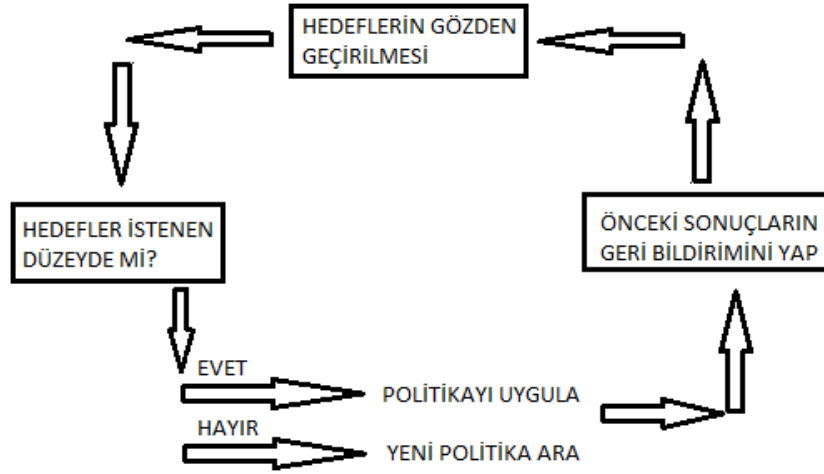 HEDEFLERİN GÖZDEN
GEÇİRİLMESİ
HEDEFLER İSTENEN
DÜZEYDE Mİ?
ÖNCEKİ SONUÇLARIN
GERİ BİLDİRİMİNİ YAP
EVET
POLİTİKAYI UYGULA
HAYIR
YENİ POLİTİKA ARA